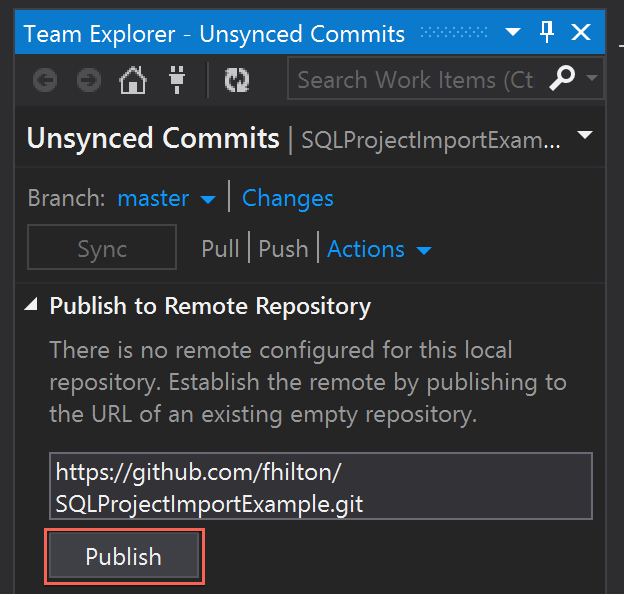 Team Explorer - Unsynced Commits
Search Work Items (Ct
Unsynced Commits | SQLProjectImportExam...
Branch: master | Changes
Sync Pull | Push | Actions
Publish to Remote Repository
There is no remote configured for this local
repository. Establish the remote by publishing to
the URL of an existing empty repository.
https://github.com/fhilton/
SQLProjectImportExample.git
Publish